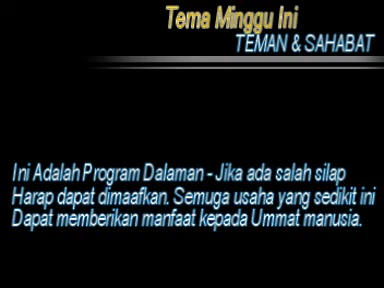 Tema Minggu Ini
TEMAN & SAHABAT
Ini Adalah Program Dalaman - Jika ada salah silap
Harap dapat dimaafkan. Semuga usaha yang sedikit ini
Dapat memberikan manfaat kepada Ummat manusia.